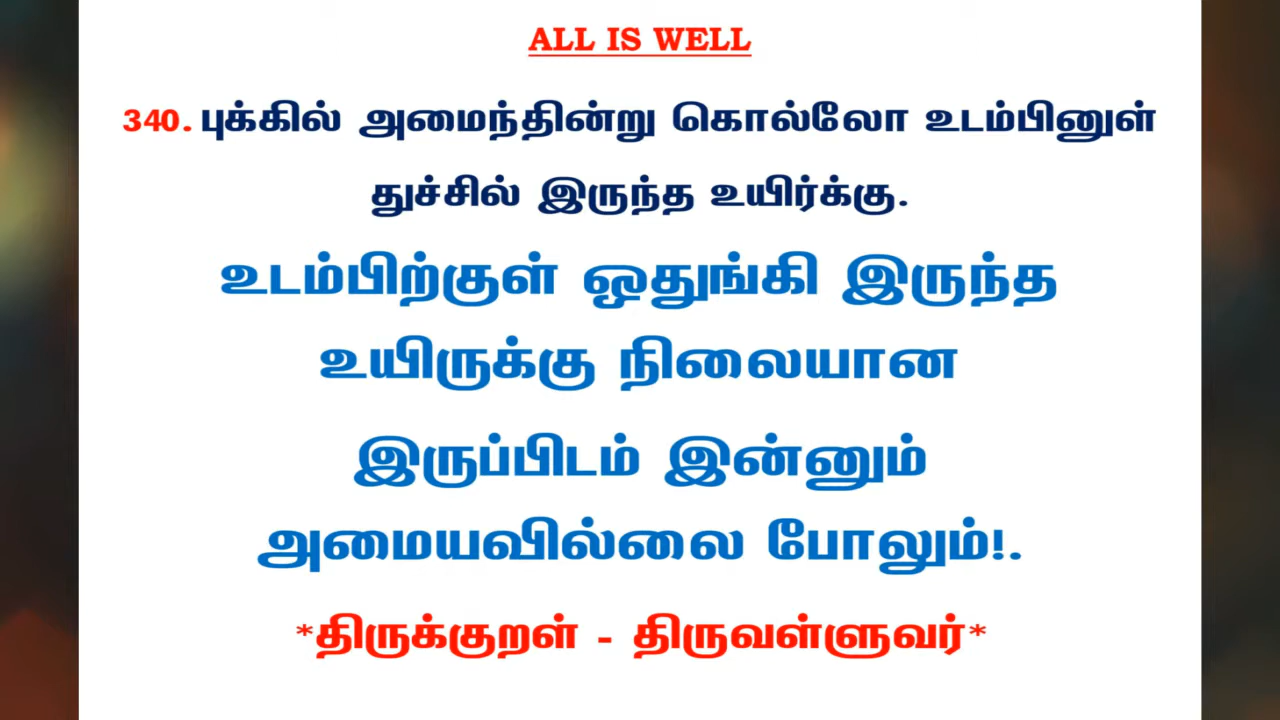 ALL IS WELL
340. புக்கில் அமைந்தின்று கொல்லோ உடம்பினுள்
துச்சில் இருந்த உயிர்க்கு.
உடம்பிற்குள் ஒதுங்கி இருந்த
உயிருக்கு நிலையான
இருப்பிடம் இன்னும்
அமையவில்லை போலும்!.
*திருக்குறள் - திருவள்ளுவர்*